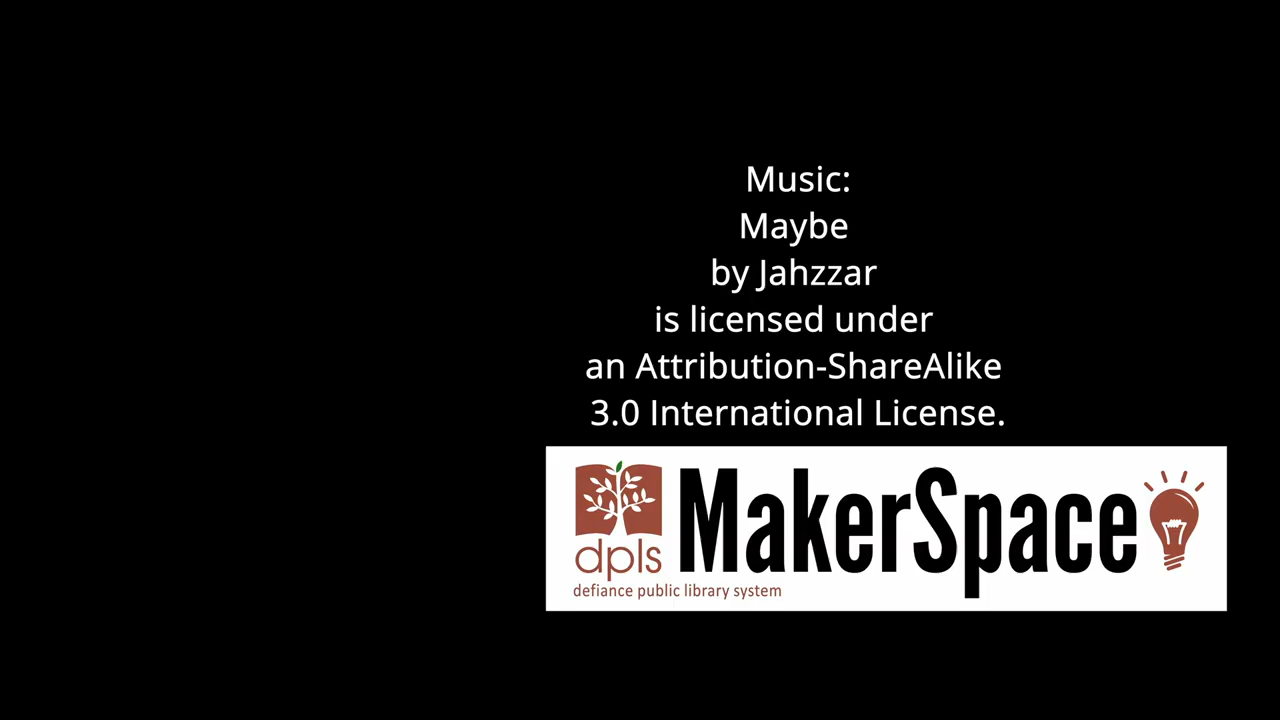 Music:
Maybe
by Jahzzar
is licensed under
an Attribution-ShareAlike
3.0 International License.
dpls
MakerSpace
defiance public library system